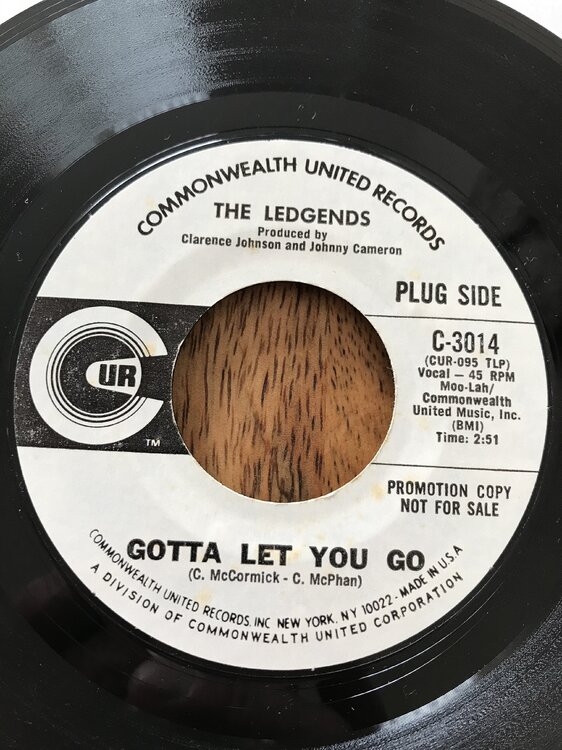 COMMONWEALTH UNITED RECORDS
THE LEDGENDS
Produced by
Clarence Johnson and Johnny Cameron
PLUG SIDE
C-3014
(CUR-095 TLP)
Vocal — 45 RPM
Moo-Lah/
Commonwealth
United Music, Inc.
(BMI)
Time: 2:51
CUR
TM
PROMOTION COPY
NOT FOR SALE
GOTTA LET YOU GO
(C. McCormick - C. McPhan)
COMMONWEALTH UNITED RECORDS, INC NEW YORK, NY 10022 - MADE IN U.S.A
A DIVISION OF COMMONWEALTH UNITED CORPORATION